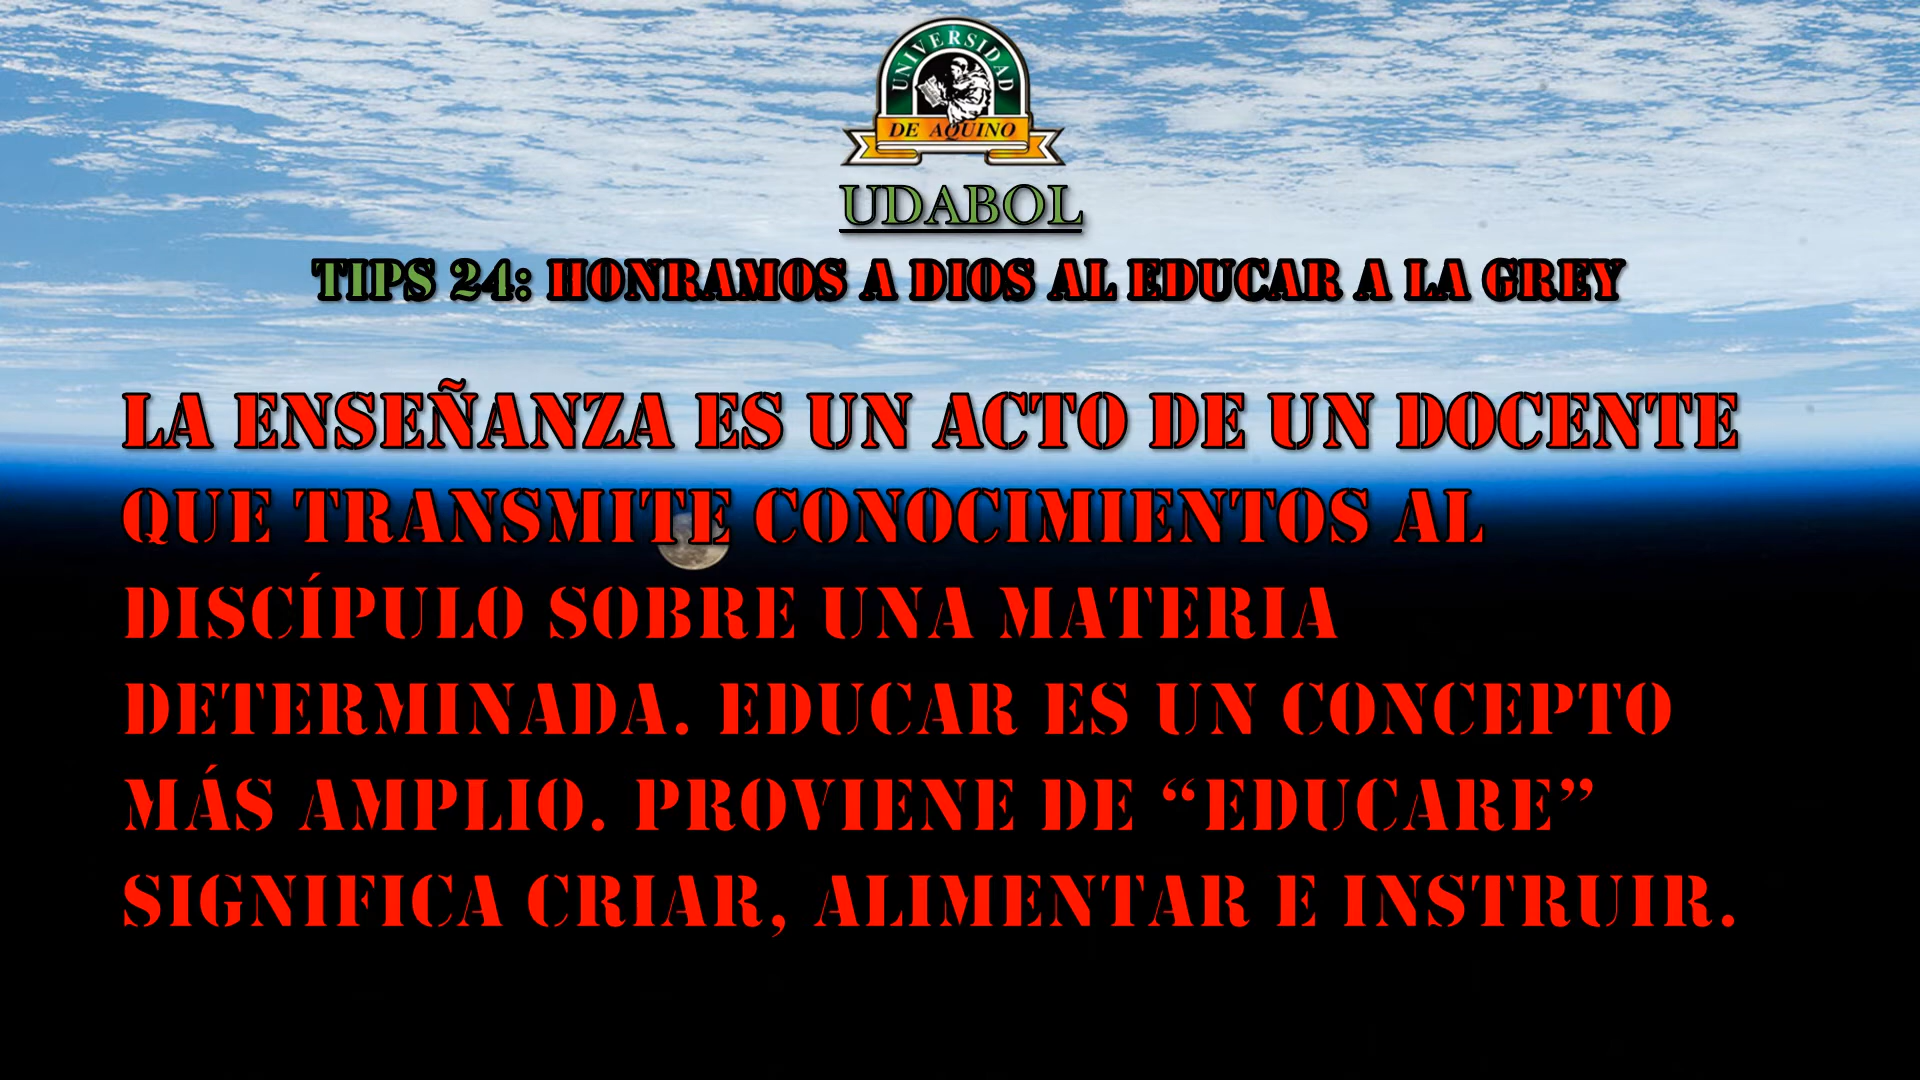 UNIVERSIDAD
DE AQUINO
UDABOL
TIPS 24: HONRAMOS A DIOS AL EDUCAR A LA GREY
LA ENSEÑANZA ES UN ACTO DE UN DOCENTE
QUE TRANSMITE CONOCIMIENTOS AL
DISCÍPULO SOBRE UNA MATERIA
DETERMINADA. EDUCAR ES UN CONCEPTO
MÁS AMPLIO. PROVIENE DE “EDUCARE”
SIGNIFICA CRIAR, ALIMENTAR E INSTRUIR.